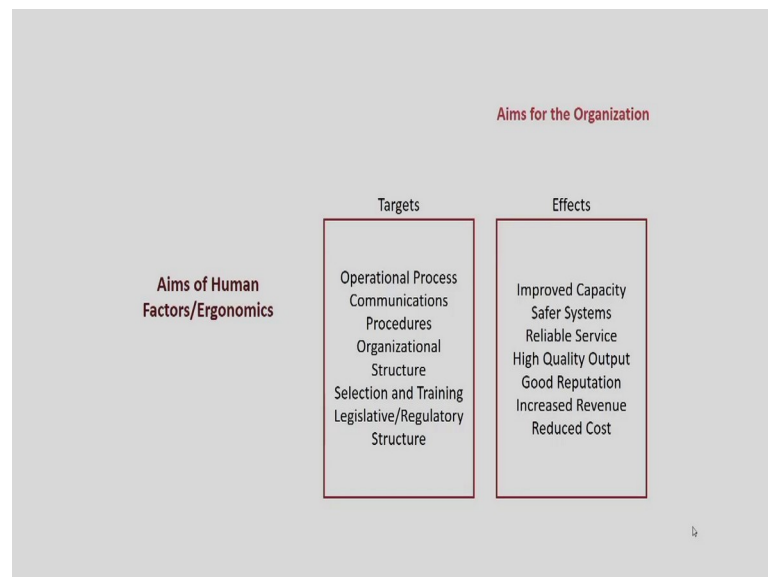 Aims for the Organization
Targets
Effects
Aims of Human
Factors/Ergonomics
Operational Process
Communications
Procedures
Organizational
Structure
Selection and Training
Legislative/Regulatory
Structure
Improved Capacity
Safer Systems
Reliable Service
High Quality Output
Good Reputation
Increased Revenue
Reduced Cost